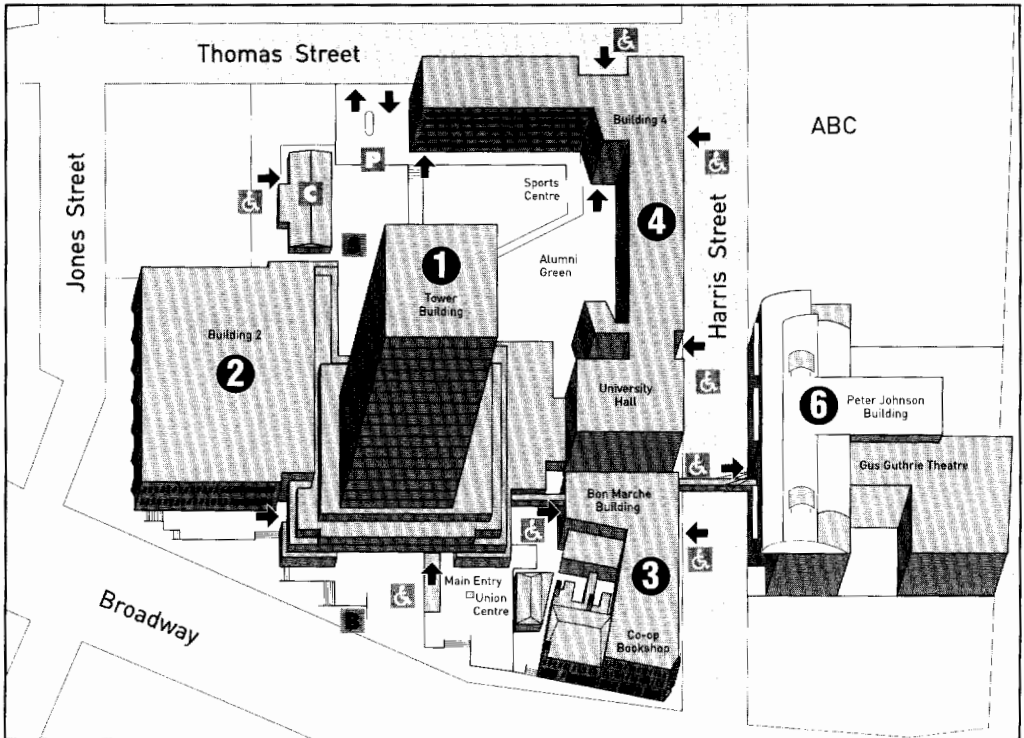 Thomas Street
Building 4
ABC
P
C
Jones Street
Sports
Centre
4
Harris Street
1
Alumni
Green
Tower
Building
Building 2
2
University
Hall
6
Peter Johnson
Building
Gus Guthrie Theatre
Bon Marche
Building
3
Main Entry
Union
Centre
Broadway
B
Co-op
Bookshop